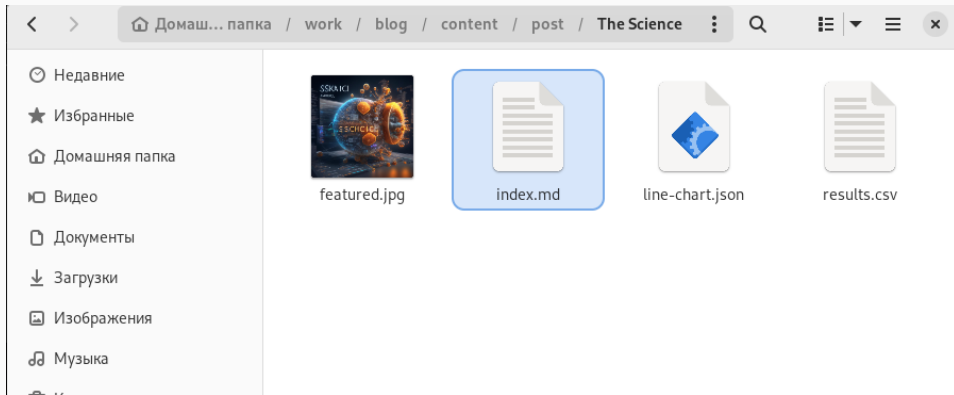 Домаш... папка / work / blog / content / post / The Science
Недавние
Избранные
Домашняя папка
Видео
Документы
Загрузки
Изображения
Музыка
featured.jpg
index.md
line-chart.json
results.csv